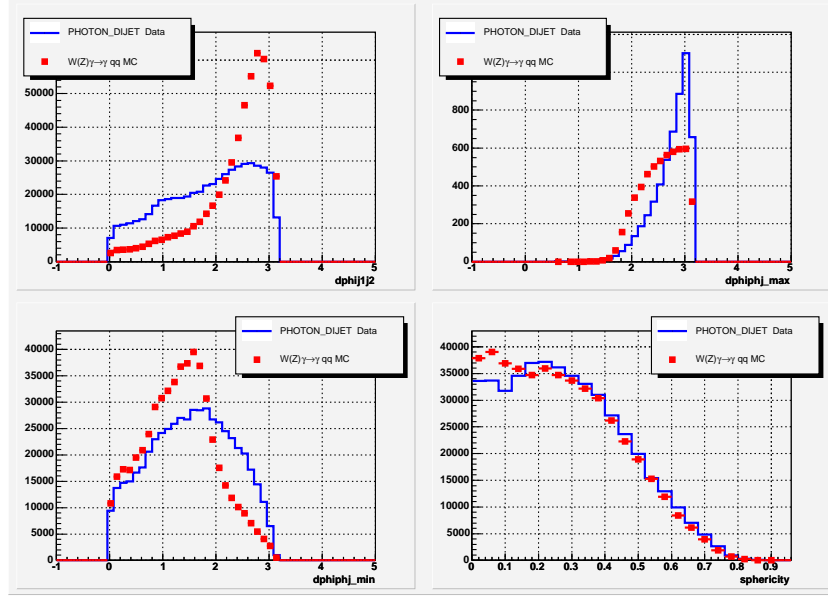 PHOTON_DIJET Data
W(Z)γ→γ qq MC
50000
40000
30000
20000
10000
0
-1 0 1 2 3 4 5
dphij1j2
PHOTON_DIJET Data
W(Z)γ→γ qq MC
800
600
400
200
0
-1 0 1 2 3 4 5
dphiphj_max
PHOTON_DIJET Data
W(Z)γ→γ qq MC
40000
35000
30000
25000
20000
15000
10000
5000
0
-1 0 1 2 3 4 5
dphiphj_min
PHOTON_DIJET Data
W(Z)γ→γ qq MC
40000
35000
30000
25000
20000
15000
10000
5000
0
0 0.1 0.2 0.3 0.4 0.5 0.6 0.7 0.8 0.9
sphericity